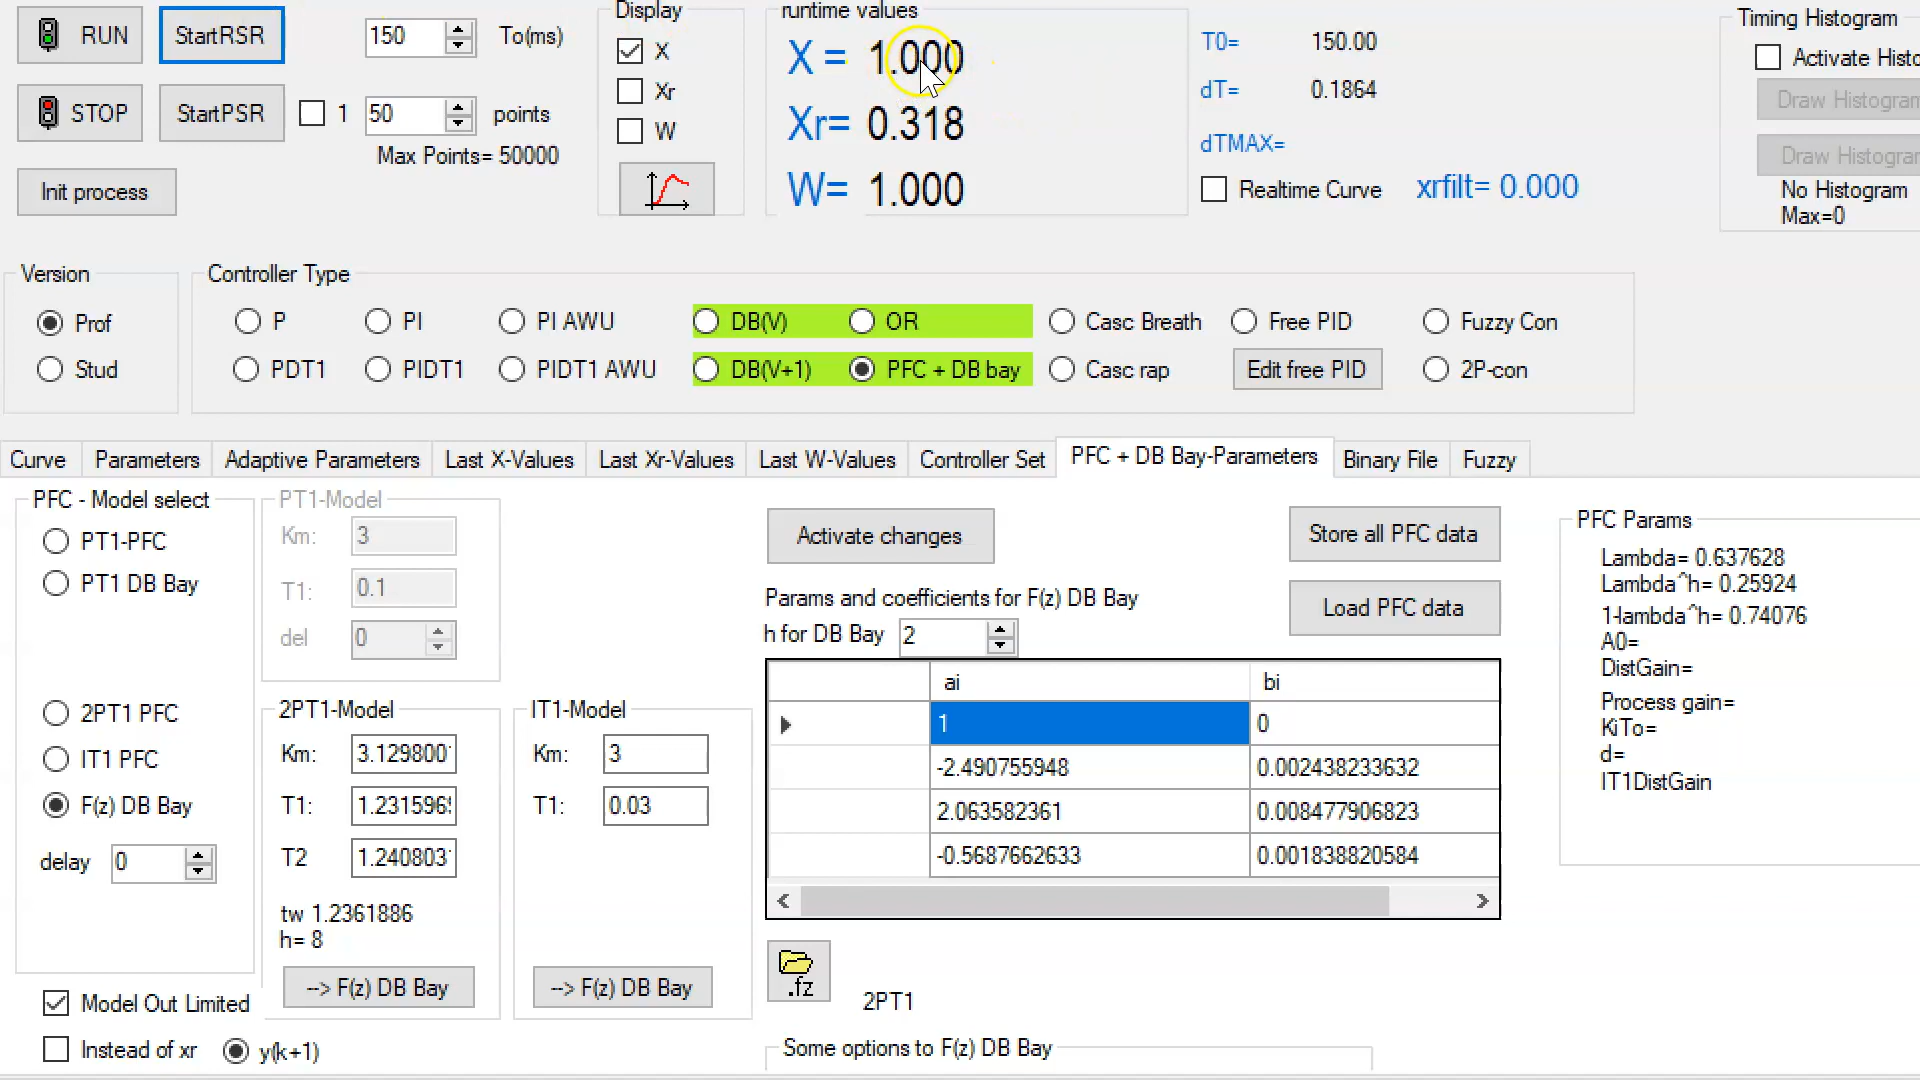 RUN
StartRSR
150
To(ms)
STOP
StartPSR
1
50
points
Max Points= 50000
Init process
Display
X
Xr
W
runtime values
X = 1.000
Xr= 0.318
W= 1.000
T0= 150.00
dT= 0.1864
dTMAX=
Realtime Curve
xrfilt= 0.000
Timing Histogram
Activate Histo
Draw Histogram
Draw Histogram
No Histogram
Max=0
Version
Prof
Stud
Controller Type
P
PI
PI AWU
DB(V)
OR
Casc Breath
Free PID
Fuzzy Con
PDT1
PIDT1
PIDT1 AWU
DB(V+1)
PFC + DB bay
Casc rap
Edit free PID
2P-con
Curve
Parameters
Adaptive Parameters
Last X-Values
Last Xr-Values
Last W-Values
Controller Set
PFC + DB Bay-Parameters
Binary File
Fuzzy
PFC - Model select
PT1-PFC
PT1 DB Bay
2PT1 PFC
IT1 PFC
F(z) DB Bay
delay 0
Model Out Limited
Instead of xr
y(k+1)
PT1-Model
Km: 3
T1: 0.1
del 0
2PT1-Model
Km: 3.129800
T1: 1.231596
T2 1.240803
tw 1.2361886
h= 8
--> F(z) DB Bay
IT1-Model
Km: 3
T1: 0.03
--> F(z) DB Bay
Activate changes
Params and coefficients for F(z) DB Bay
h for DB Bay 2
Store all PFC data
Load PFC data
ai bi
1 0
-2.490755948 0.002438233632
2.063582361 0.008477906823
-0.5687662633 0.001838820584
.fz
2PT1
Some options to F(z) DB Bay
PFC Params
Lambda= 0.637628
Lambda^h= 0.25924
1-lambda^h= 0.74076
A0=
DistGain=
Process gain=
KiTo=
d=
IT1DistGain